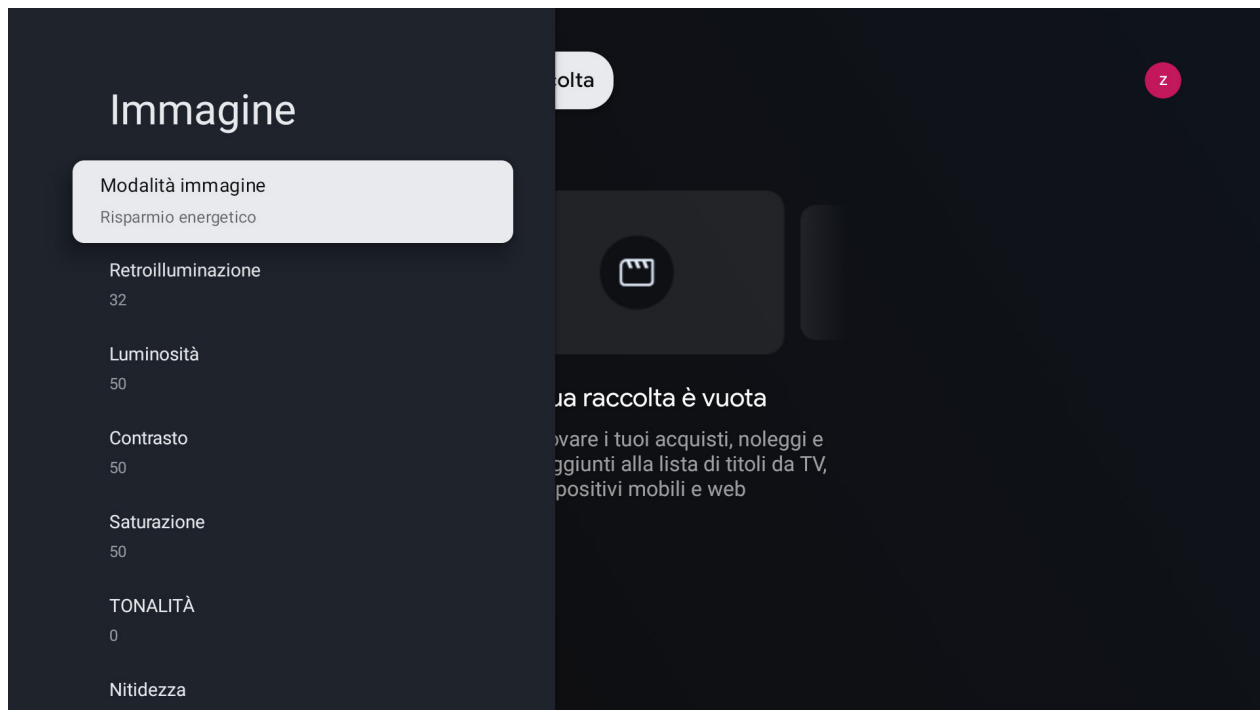 Immagine
Modalità immagine
Risparmio energetico
Retroilluminazione
32
Luminosità
50
Contrasto
50
Saturazione
50
TONALITÀ
0
Nitidezza
colta
Z
ua raccolta è vuota
ovare i tuoi acquisti, noleggi e
ggiunti alla lista di titoli da TV,
positivi mobili e web